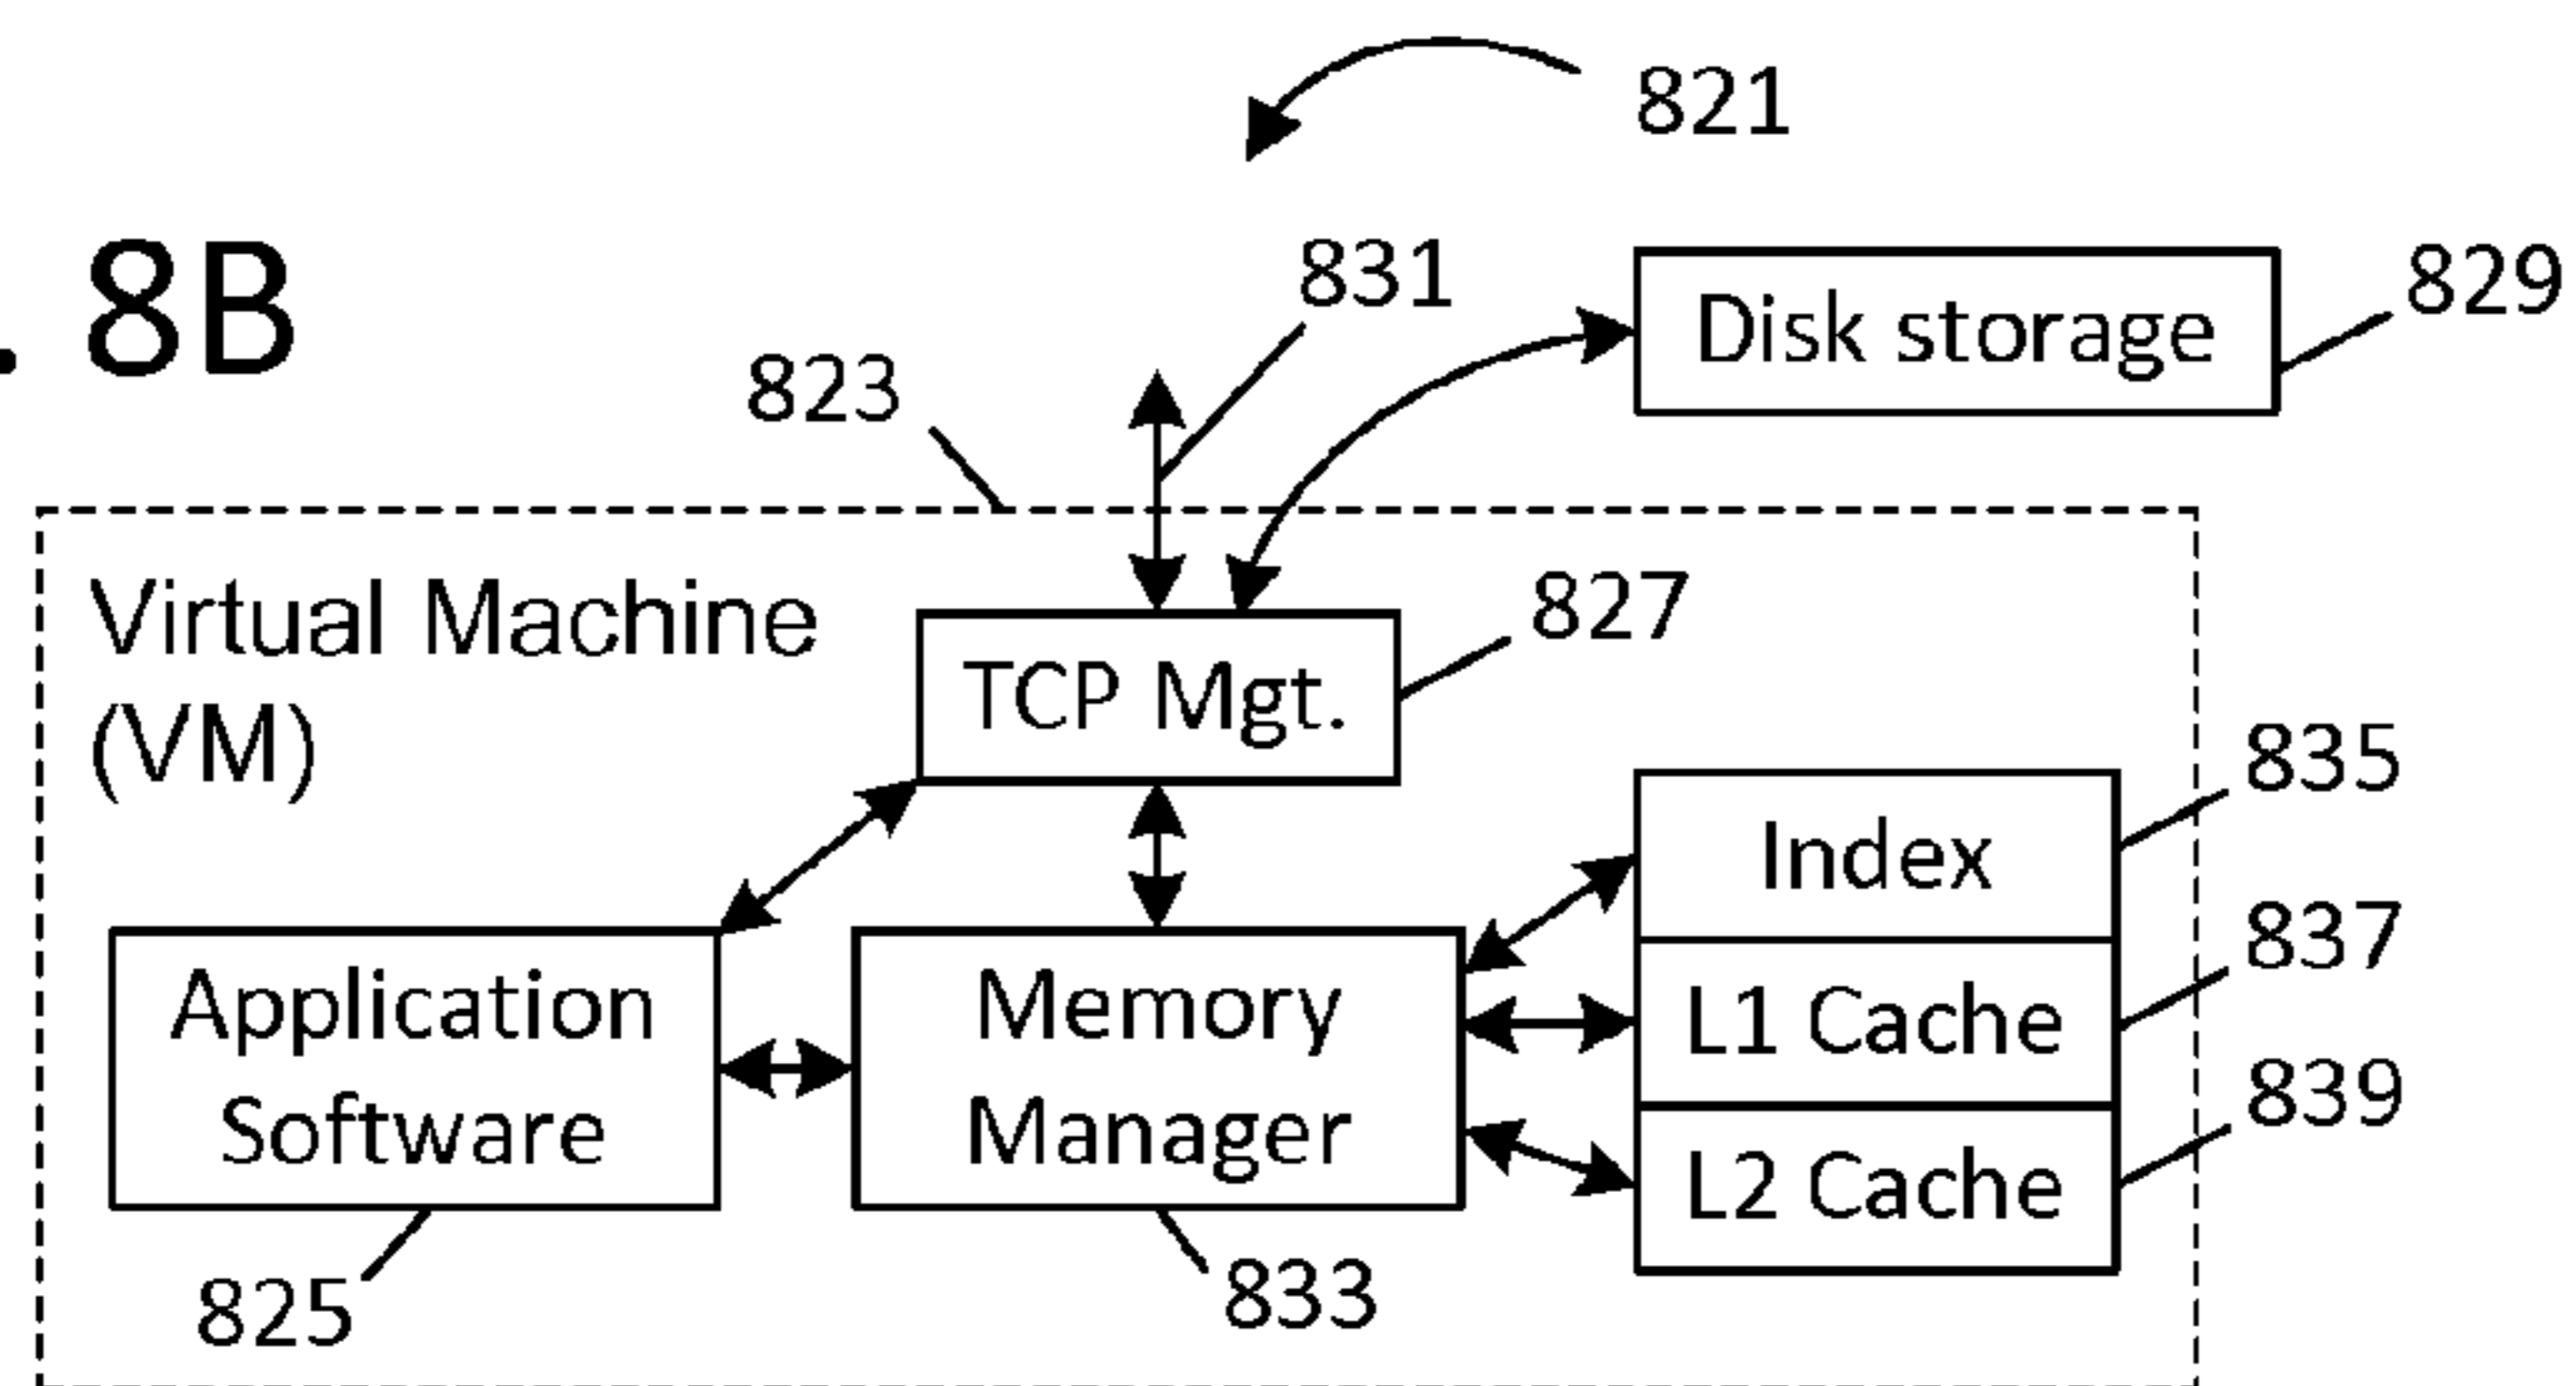 821
. 8B
831
829
Disk storage
823
Virtual Machine
(VM)
827
TCP Mgt.
835
Index
837
L1 Cache
839
L2 Cache
Application
Software
Memory
Manager
825
833